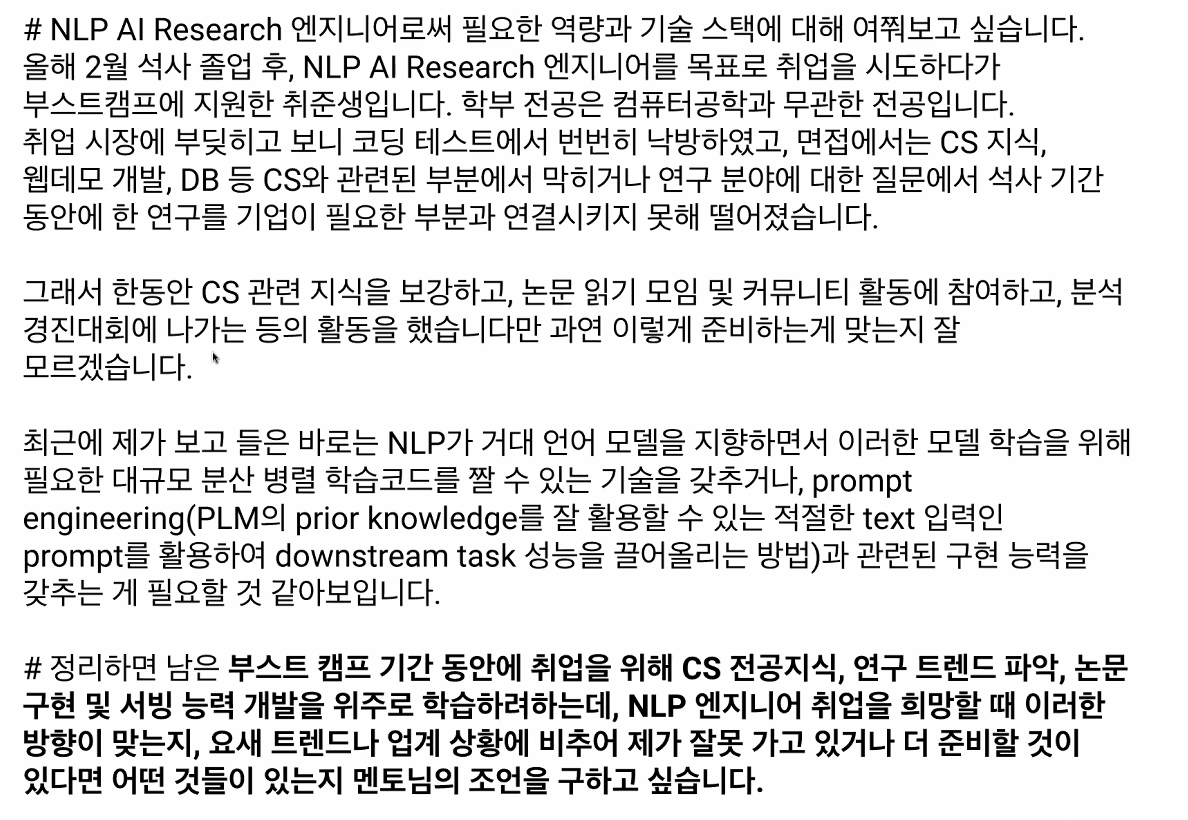 # NLP AI Research 엔지니어로써 필요한 역량과 기술 스택에 대해 여쭤보고 싶습니다.
올해 2월 석사 졸업 후, NLP AI Research 엔지니어를 목표로 취업을 시도하다가
부스트캠프에 지원한 취준생입니다. 학부 전공은 컴퓨터공학과 무관한 전공입니다.
취업 시장에 부딪히고 보니 코딩 테스트에서 번번히 낙방하였고, 면접에서는 CS 지식,
웹데모 개발, DB 등 CS와 관련된 부분에서 막히거나 연구 분야에 대한 질문에서 석사 기간
동안에 한 연구를 기업이 필요한 부분과 연결시키지 못해 떨어졌습니다.
그래서 한동안 CS 관련 지식을 보강하고, 논문 읽기 모임 및 커뮤니티 활동에 참여하고, 분석
경진대회에 나가는 등의 활동을 했습니다만 과연 이렇게 준비하는게 맞는지 잘
모르겠습니다.
최근에 제가 보고 들은 바로는 NLP가 거대 언어 모델을 지향하면서 이러한 모델 학습을 위해
필요한 대규모 분산 병렬 학습코드를 짤 수 있는 기술을 갖추거나, prompt
engineering(PLM의 prior knowledge를 잘 활용할 수 있는 적절한 text 입력인
prompt를 활용하여 downstream task 성능을 끌어올리는 방법)과 관련된 구현 능력을
갖추는 게 필요할 것 같아보입니다.
# 정리하면 남은 부스트 캠프 기간 동안에 취업을 위해 CS 전공지식, 연구 트렌드 파악, 논문
구현 및 서빙 능력 개발을 위주로 학습하려하는데, NLP 엔지니어 취업을 희망할 때 이러한
방향이 맞는지, 요새 트렌드나 업계 상황에 비추어 제가 잘못 가고 있거나 더 준비할 것이
있다면 어떤 것들이 있는지 멘토님의 조언을 구하고 싶습니다.